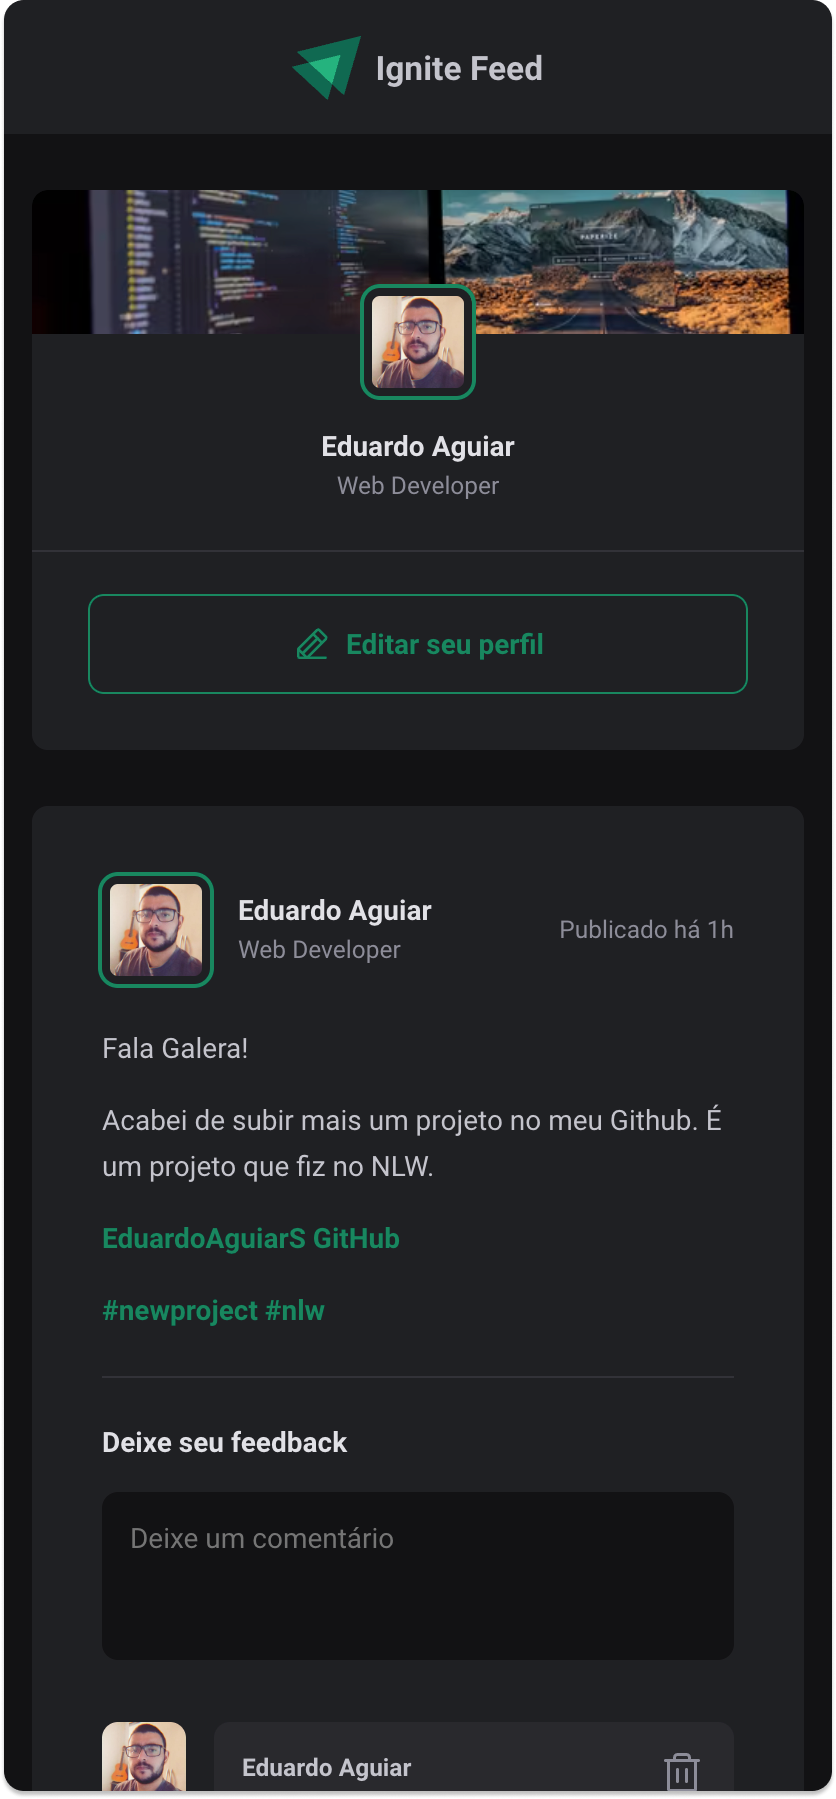 Ignite Feed
PAPERSIZE
Eduardo Aguiar
Web Developer
Editar seu perfil
Eduardo Aguiar
Web Developer
Publicado há 1h
Fala Galera!
Acabei de subir mais um projeto no meu Github. É
um projeto que fiz no NLW.
EduardoAguiarS GitHub
#newproject #nlw
Deixe seu feedback
Deixe um comentário
Eduardo Aguiar